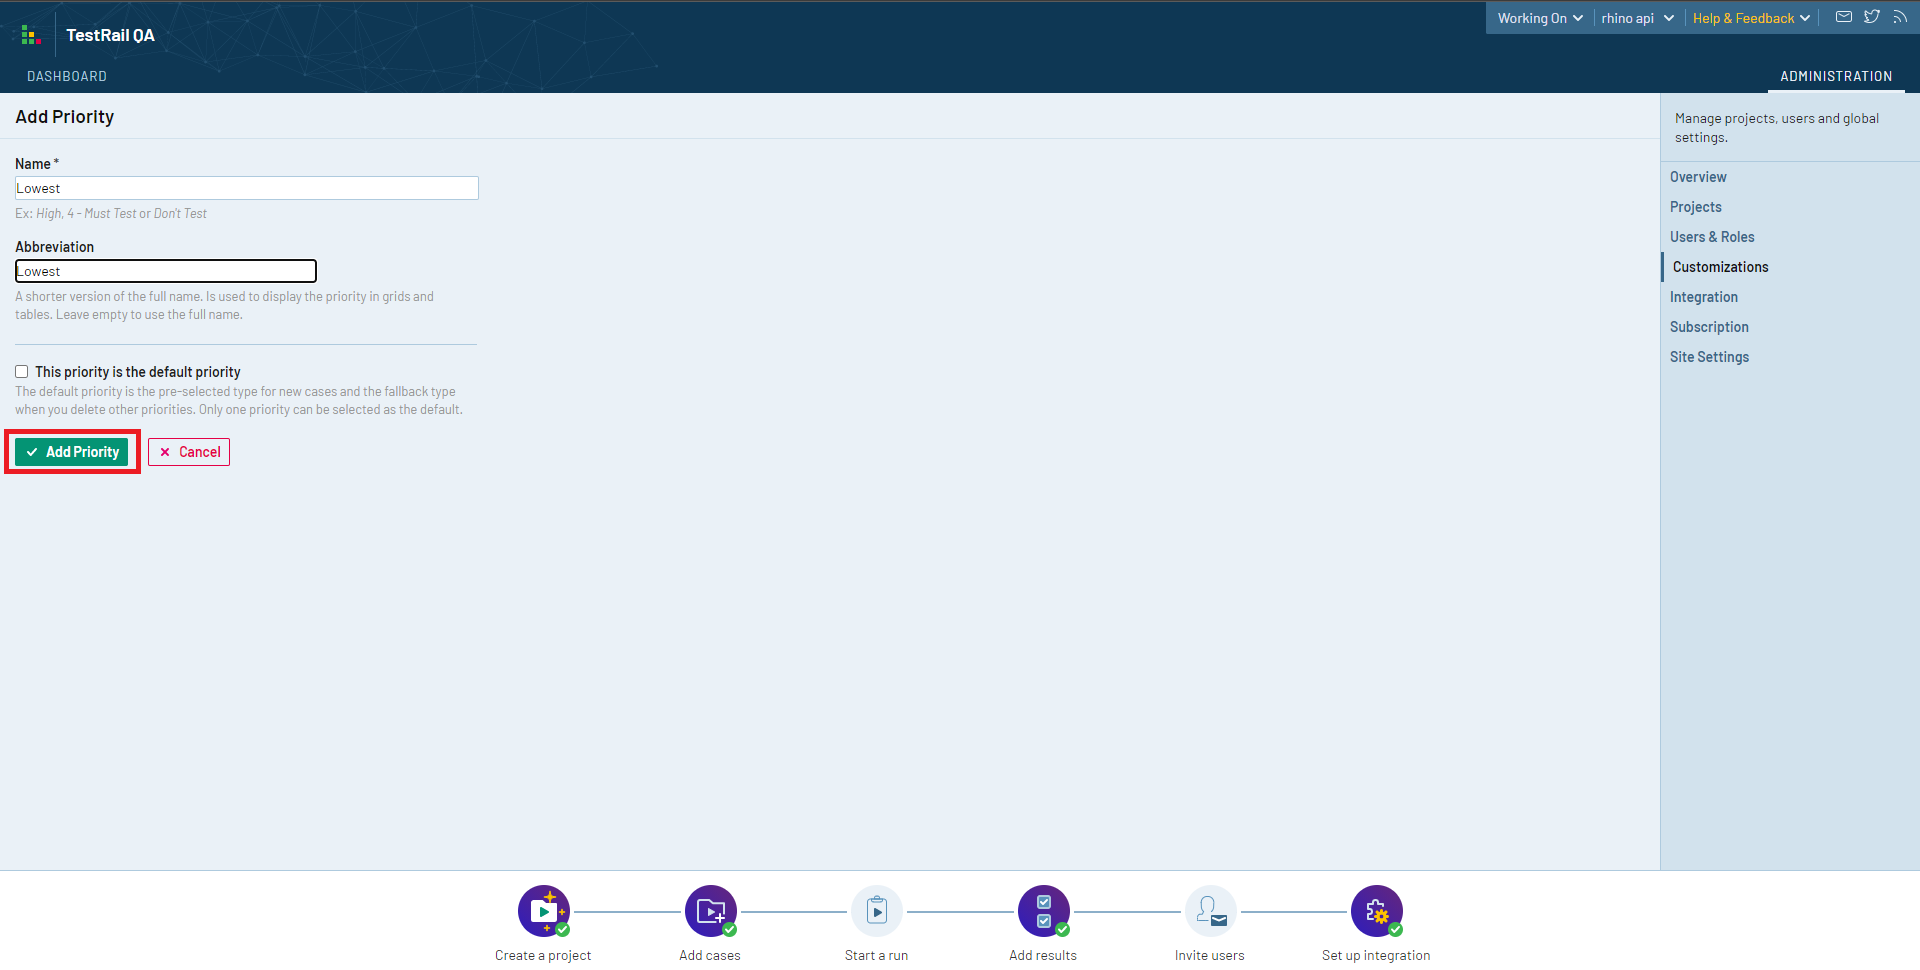 TestRail QA
Working On
rhino api
Help & Feedback
DASHBOARD
ADMINISTRATION
Add Priority
Name *
Lowest
Ex: High, 4 - Must Test or Don't Test
Abbreviation
Lowest
A shorter version of the full name. Is used to display the priority in grids and
tables. Leave empty to use the full name.
This priority is the default priority
The default priority is the pre-selected type for new cases and the fallback type
when you delete other priorities. Only one priority can be selected as the default.
Add Priority
Cancel
Manage projects, users and global
settings.
Overview
Projects
Users & Roles
Customizations
Integration
Subscription
Site Settings
Create a project
Add cases
Start a run
Add results
Invite users
Set up integration